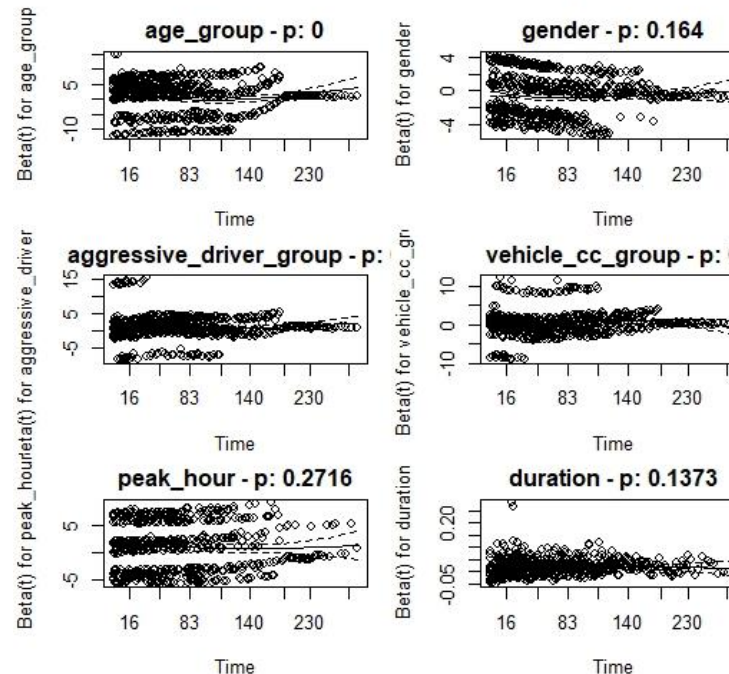 age_group - p: 0
Beta(t) for age_group
5
-10
16 83 140 230
Time
gender - p: 0.164
Beta(t) for gender
4
0
-4
16 83 140 230
Time
aggressive_driver_group - p:
eta(t) for aggressive_driver
15
5
-5
16 83 140 230
Time
vehicle_cc_group - p:
Beta(t) for vehicle_cc_gr
10
0
-10
16 83 140 230
Time
peak_hour - p: 0.2716
Beta(t) for peak_hour
5
-5
16 83 140 230
Time
duration - p: 0.1373
Beta(t) for duration
0.20
-0.05
16 83 140 230
Time